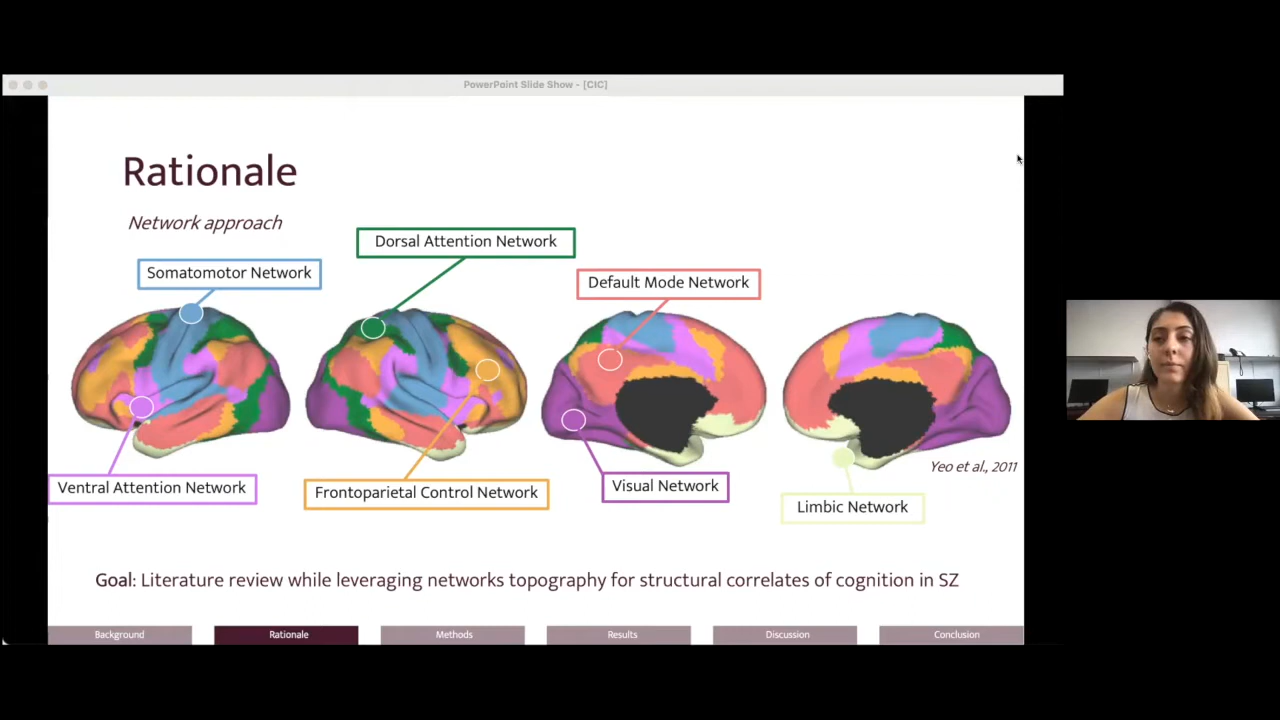 PowerPoint Slide Show - [CIC]
Rationale
Network approach
Dorsal Attention Network
Somatomotor Network
Default Mode Network
Yeo et al., 2011
Ventral Attention Network
Frontoparietal Control Network
Visual Network
Limbic Network
Goal: Literature review while leveraging networks topography for structural correlates of cognition in SZ
Background
Rationale
Methods
Results
Discussion
Conclusion